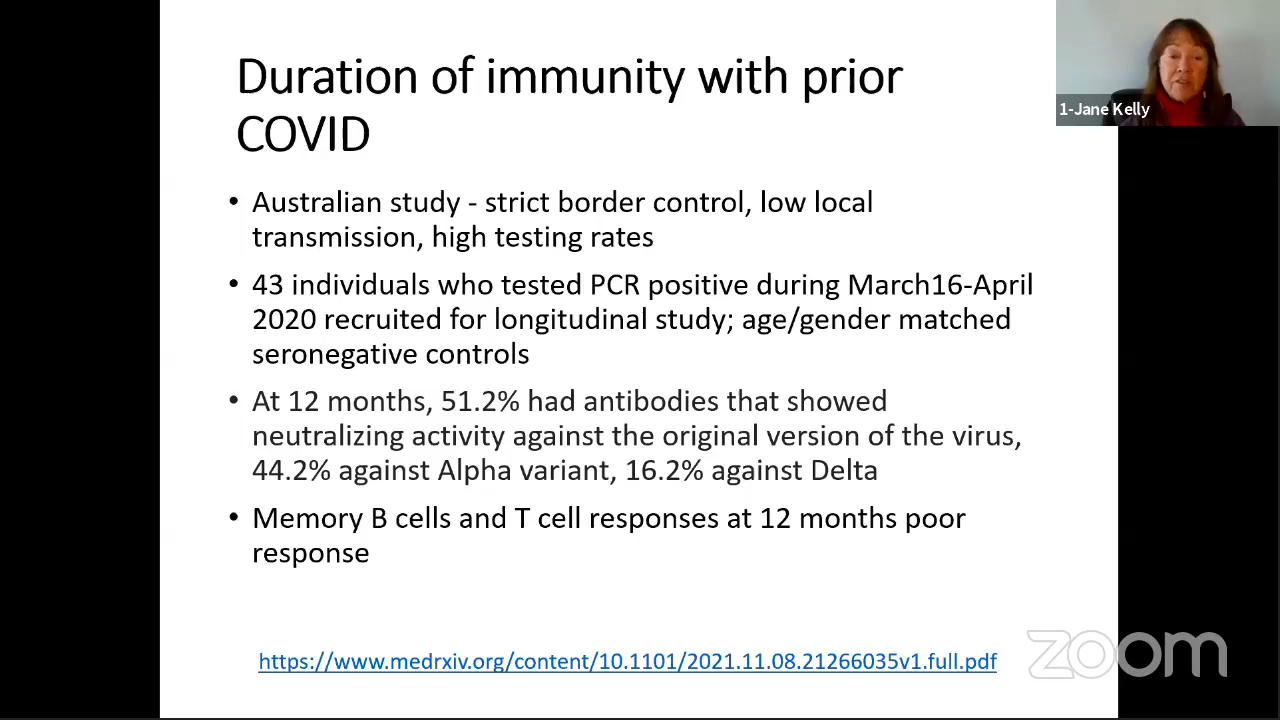 Duration of immunity with prior
COVID
1-Jane Kelly
• Australian study - strict border control, low local
transmission, high testing rates
• 43 individuals who tested PCR positive during March16-April
2020 recruited for longitudinal study; age/gender matched
seronegative controls
• At 12 months, 51.2% had antibodies that showed
neutralizing activity against the original version of the virus,
44.2% against Alpha variant, 16.2% against Delta
• Memory B cells and T cell responses at 12 months poor
response
https://www.medrxiv.org/content/10.1101/2021.11.08.21266035v1.full.pdf
zoom